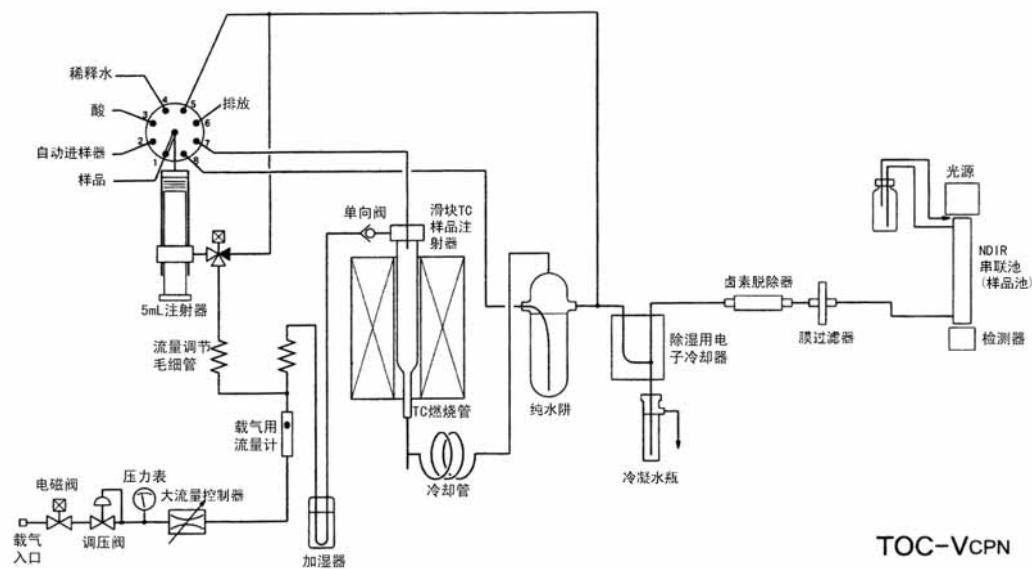 稀释水
4
5
酸
3
6
排放
2
7
自动进样器
1
8
样品
单向阀
滑块TC
样品注
射器
光源
NDIR
串联池
(样品池)
卤素脱除器
5mL注射器
检测器
膜过滤器
除湿用电
子冷却器
流量调节
毛细管
TC燃烧管
纯水阱
载气用
流量计
冷凝水瓶
压力表
电磁阀
大流量控制器
冷却管
载气
入口
调压阀
加湿器
TOC-VCPN